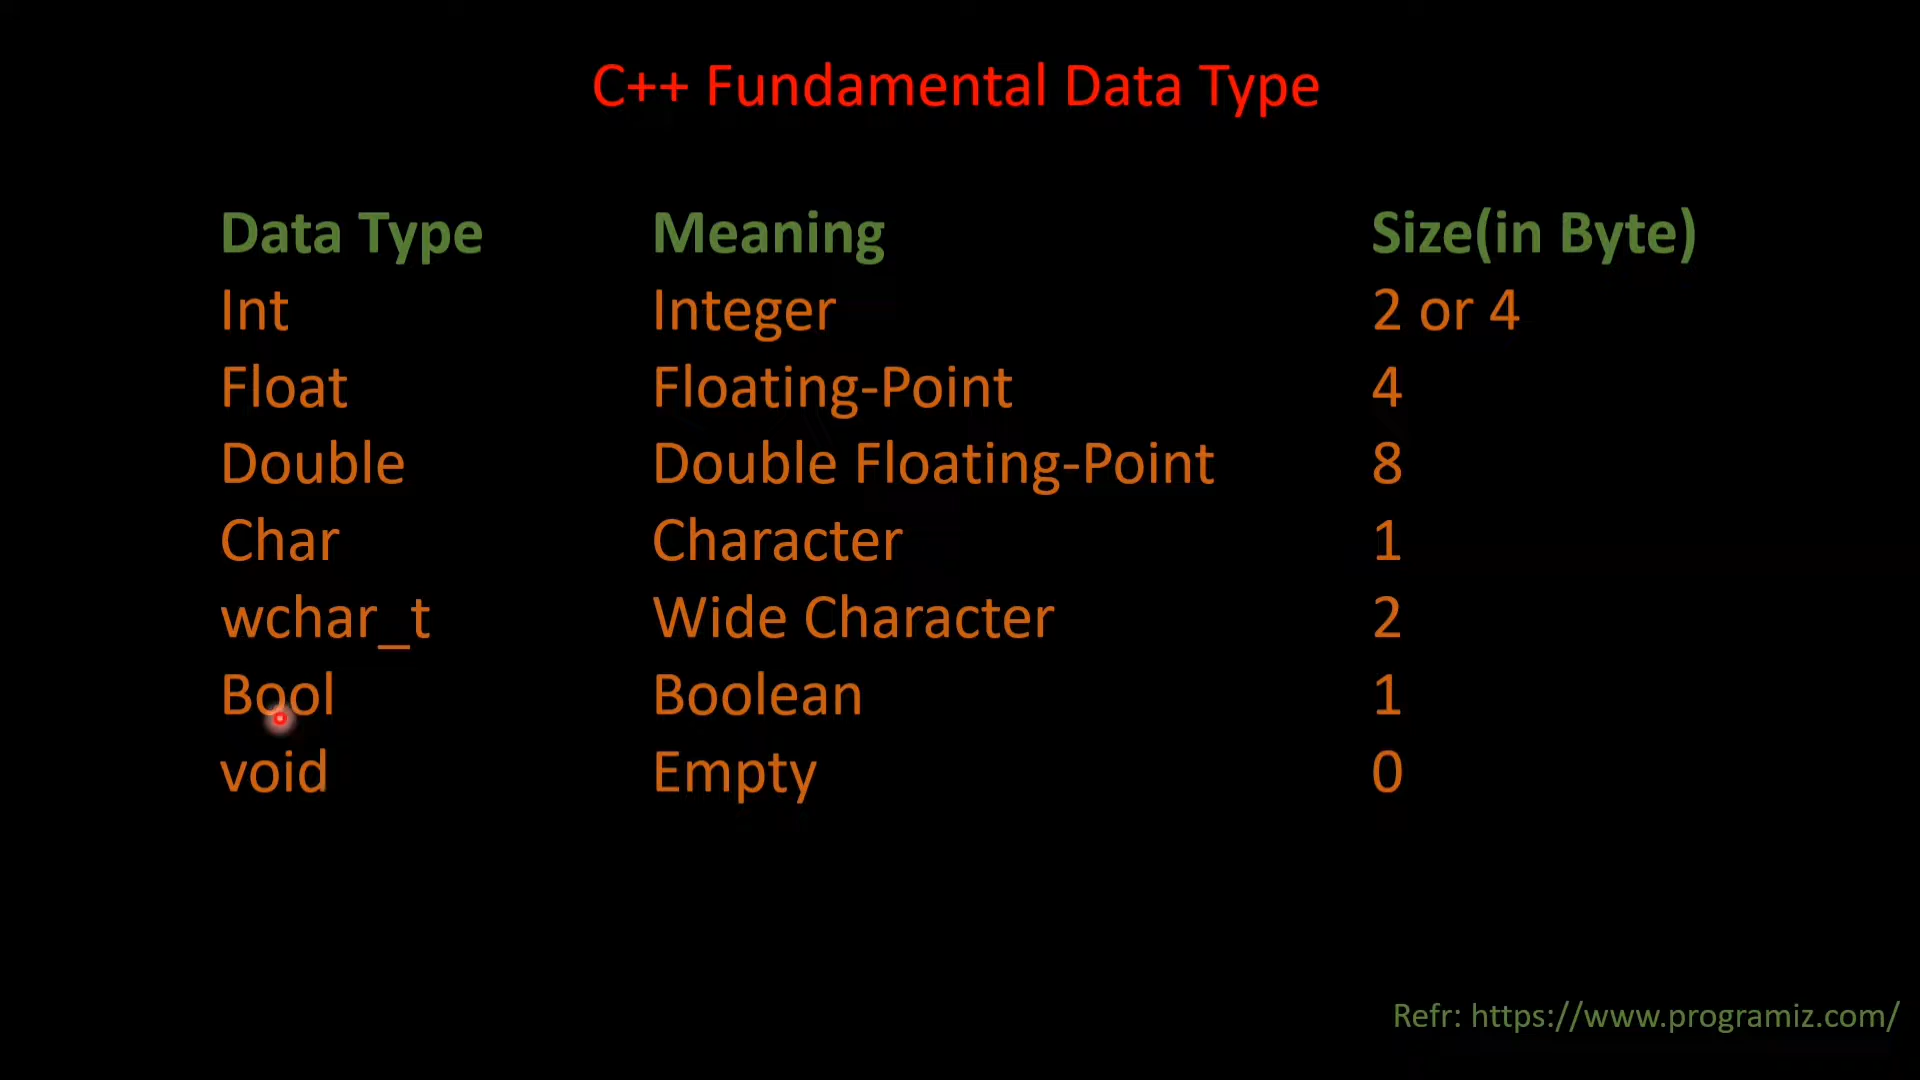 C++ Fundamental Data Type
Data Type Meaning Size(in Byte)
Int Integer 2 or 4
Float Floating-Point 4
Double Double Floating-Point 8
Char Character 1
wchar_t Wide Character 2
Bool Boolean 1
void Empty 0
Refr: https://www.programiz.com/